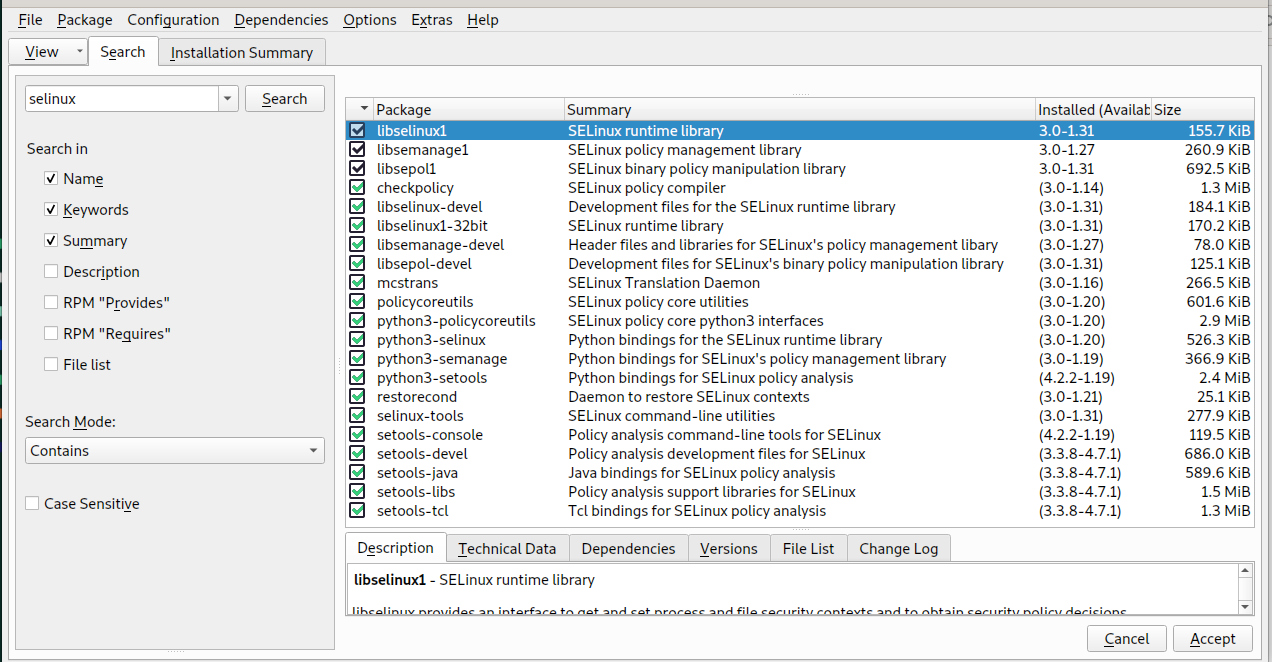 File Package Configuration Dependencies Options Extras Help
View Search Installation Summary
selinux Search
Search in
Name
Keywords
Summary
Description
RPM "Provides"
RPM "Requires"
File list
Search Mode:
Contains
Case Sensitive
Package Summary Installed (Availab Size
libselinux1 SELinux runtime library 3.0-1.31 155.7 KiB
libsemanage1 SELinux policy management library 3.0-1.27 260.9 KiB
libsepol1 SELinux binary policy manipulation library 3.0-1.31 692.5 KiB
checkpolicy SELinux policy compiler (3.0-1.14) 1.3 MiB
libselinux-devel Development files for the SELinux runtime library (3.0-1.31) 184.1 KiB
libselinux1-32bit SELinux runtime library (3.0-1.31) 170.2 KiB
libsemanage-devel Header files and libraries for SELinux's policy management libary (3.0-1.27) 78.0 KiB
libsepol-devel Development files for SELinux's binary policy manipulation library (3.0-1.31) 125.1 KiB
mcstrans SELinux Translation Daemon (3.0-1.16) 266.5 KiB
policycoreutils SELinux policy core utilities (3.0-1.20) 601.6 KiB
python3-policycoreutils SELinux policy core python3 interfaces (3.0-1.20) 2.9 MiB
python3-selinux Python bindings for the SELinux runtime library (3.0-1.20) 526.3 KiB
python3-semanage Python bindings for SELinux's policy management library (3.0-1.19) 366.9 KiB
python3-setools Python bindings for SELinux policy analysis (4.2.2-1.19) 2.4 MiB
restorecond Daemon to restore SELinux contexts (3.0-1.21) 25.1 KiB
selinux-tools SELinux command-line utilities (3.0-1.31) 277.9 KiB
setools-console Policy analysis command-line tools for SELinux (4.2.2-1.19) 119.5 KiB
setools-devel Policy analysis development files for SELinux (3.3.8-4.7.1) 686.0 KiB
setools-java Java bindings for SELinux policy analysis (3.3.8-4.7.1) 589.6 KiB
setools-libs Policy analysis support libraries for SELinux (3.3.8-4.7.1) 1.5 MiB
setools-tcl Tcl bindings for SELinux policy analysis (3.3.8-4.7.1) 1.3 MiB
Description Technical Data Dependencies Versions File List Change Log
libselinux1 - SELinux runtime library
libselinux provides an interface to get and set process and file security contexts and to obtain security policy decisions.
Cancel Accept